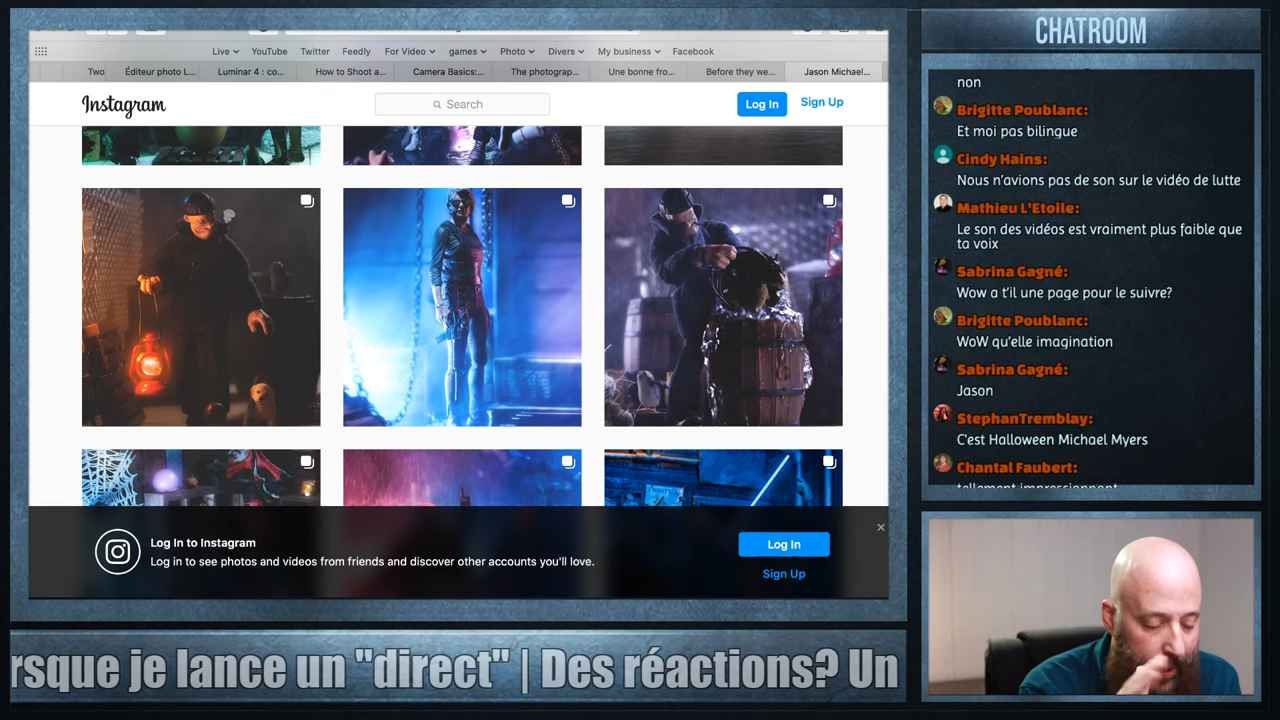 Live YouTube Twitter Feedly For Video games Photo Divers My business Facebook
Two Éditeur photo L... Luminar 4 : co... How to Shoot a... Camera Basics:... The photograp... Une bonne fro... Before they we... Jason Michael...
Instagram Search Log In Sign Up
Log In to Instagram
Log in to see photos and videos from friends and discover other accounts you'll love.
Log In
Sign Up
CHATROOM
non
Brigitte Poublanc:
Et moi pas bilingue
Cindy Hains:
Nous n'avions pas de son sur le vidéo de lutte
Mathieu L'Etoile:
Le son des vidéos est vraiment plus faible que
ta voix
Sabrina Gagné:
Wow a t'il une page pour le suivre?
Brigitte Poublanc:
WoW qu'elle imagination
Sabrina Gagné:
Jason
StephanTremblay:
C'est Halloween Michael Myers
Chantal Faubert:
tellement impressionnant
rsque je lance un "direct" | Des réactions? Un